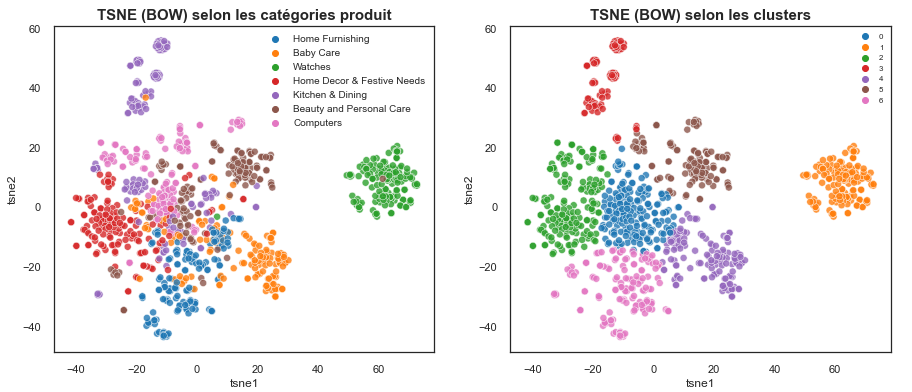 TSNE (BOW) selon les catégories produit
60
40
20
0
−20
−40
tsne2
−40
−20
0
20
40
60
tsne1
Home Furnishing
Baby Care
Watches
Home Decor & Festive Needs
Kitchen & Dining
Beauty and Personal Care
Computers
TSNE (BOW) selon les clusters
60
40
20
0
−20
−40
tsne2
−40
−20
0
20
40
60
tsne1
0
1
2
3
4
5
6